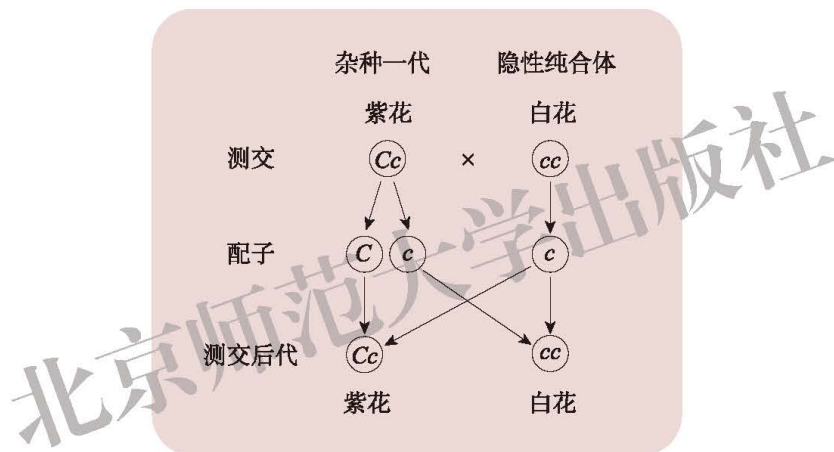 杂种一代 隐性纯合体
紫花 白花
测交 Cc × cc
配子 C c c
测交后代 Cc cc
紫花 白花
北京师范大学出版社